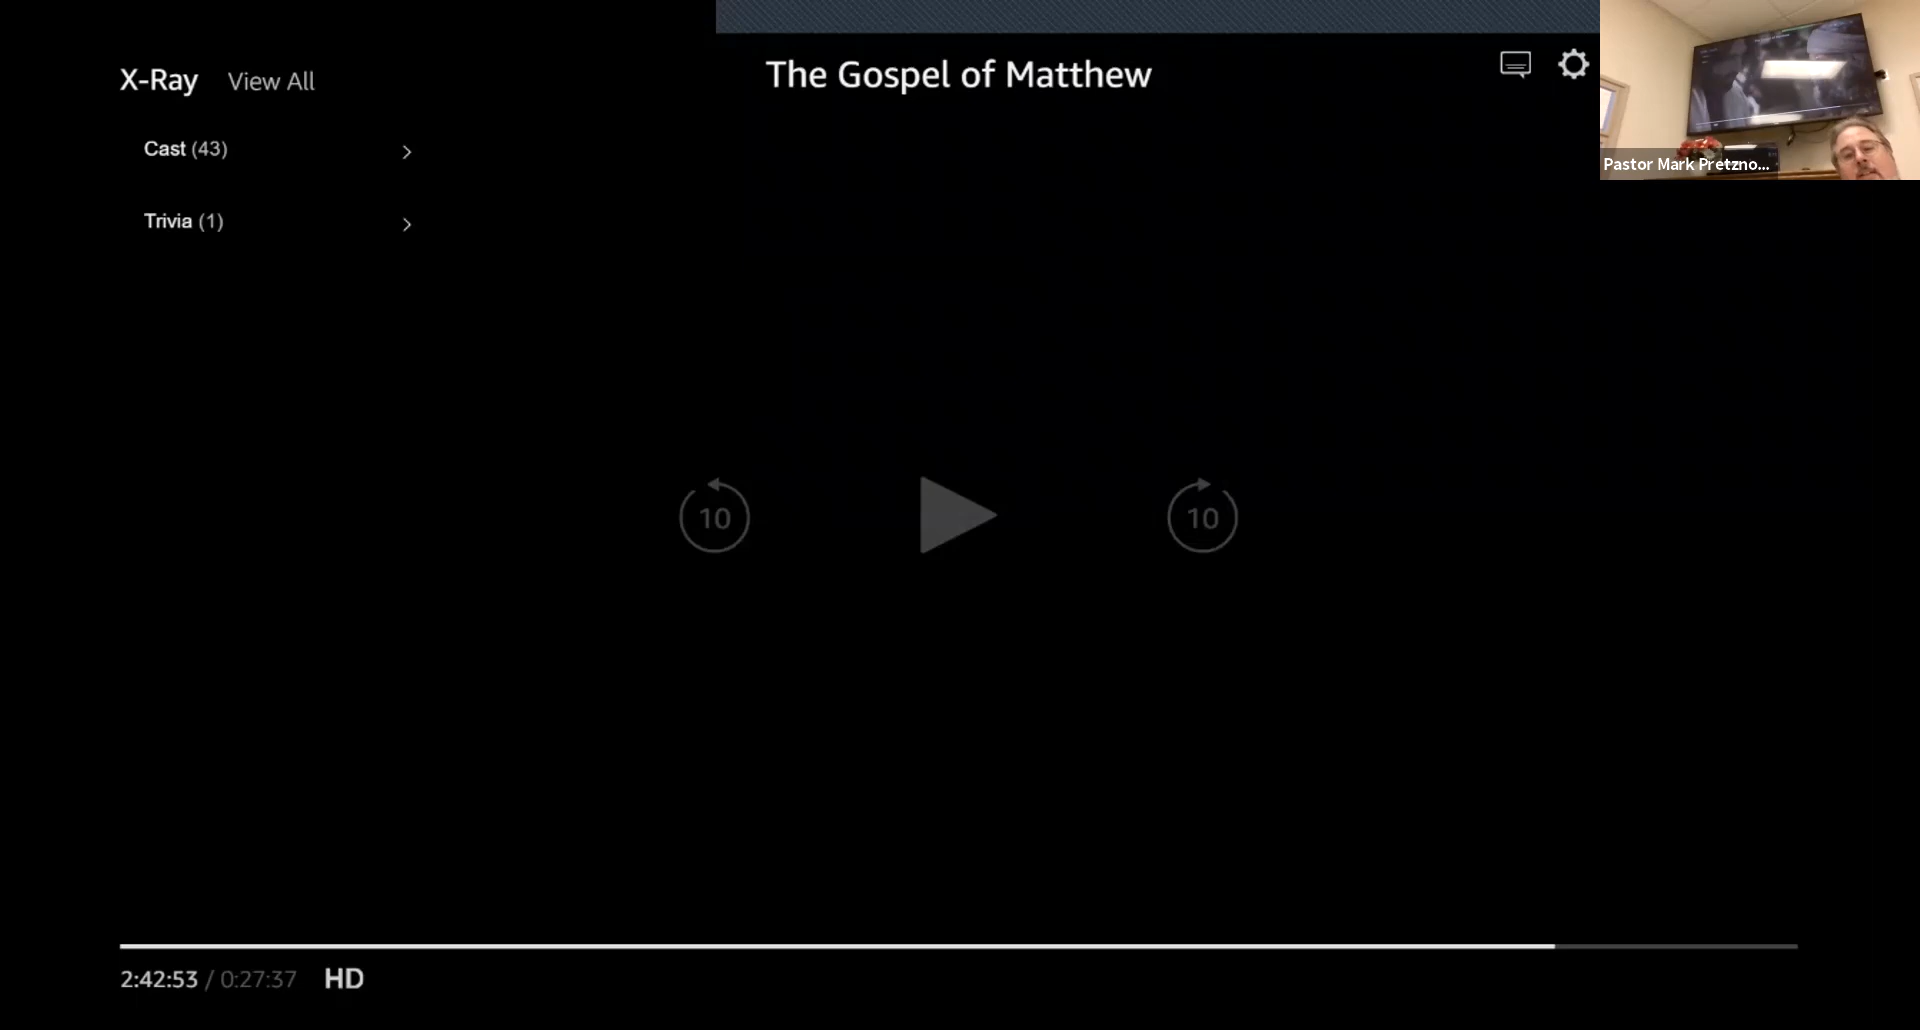 X-Ray View All
The Gospel of Matthew
Cast (43)
Trivia (1)
Pastor Mark Pretzno...
10
10
2:42:53 / 0:27:37 HD